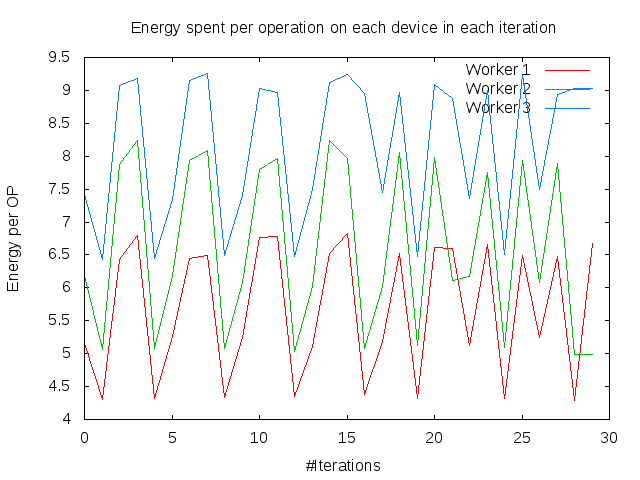 Energy spent per operation on each device in each iteration
9.5
9
8.5
8
7.5
7
6.5
6
5.5
5
4.5
4
Energy per OP
Worker 1
Worker 2
Worker 3
0 5 10 15 20 25 30
#Iterations